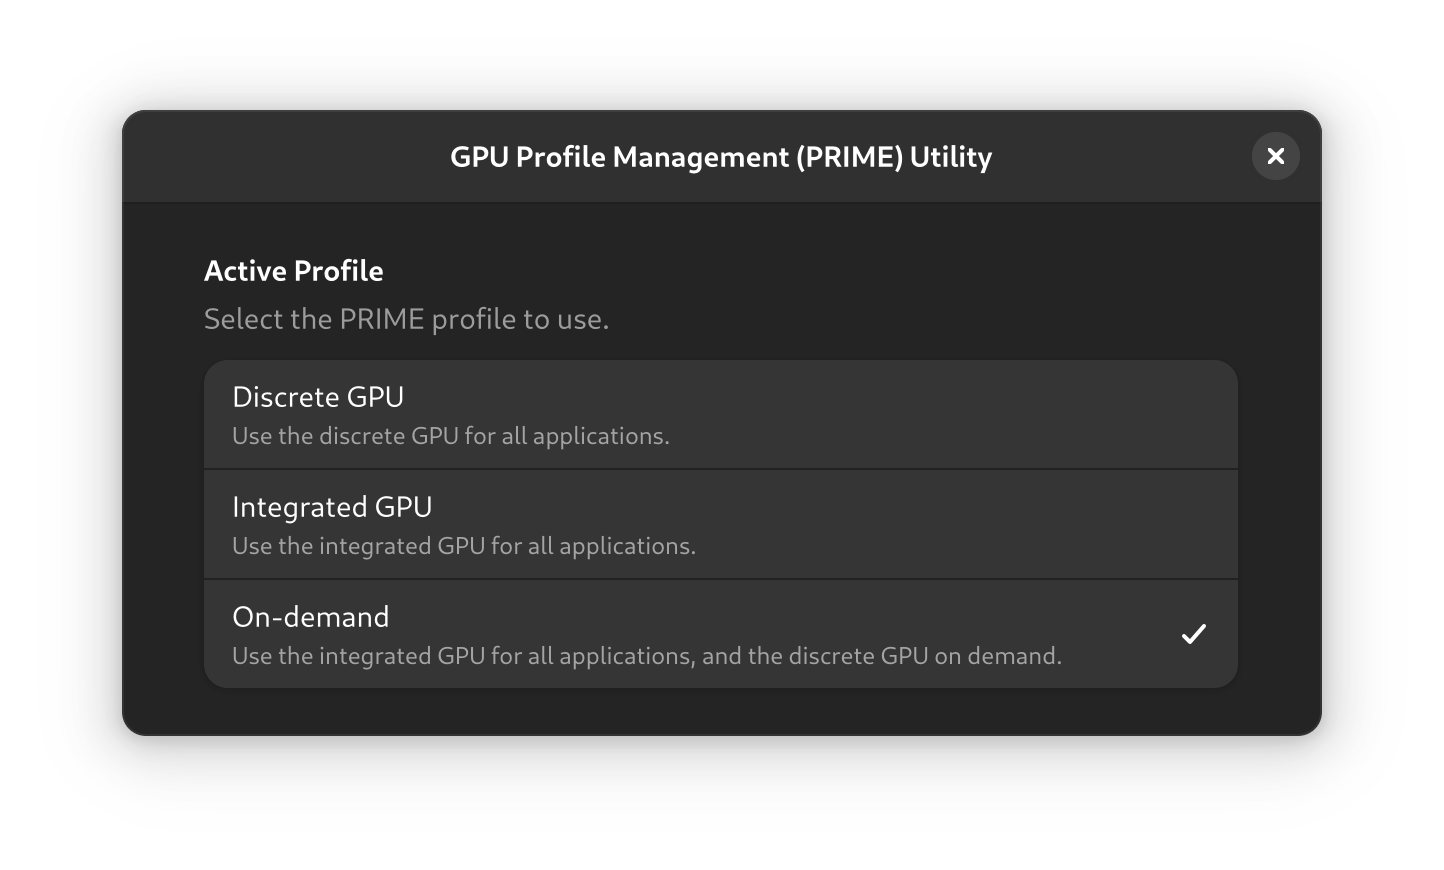 GPU Profile Management (PRIME) Utility
Active Profile
Select the PRIME profile to use.
Discrete GPU
Use the discrete GPU for all applications.
Integrated GPU
Use the integrated GPU for all applications.
On-demand
Use the integrated GPU for all applications, and the discrete GPU on demand.